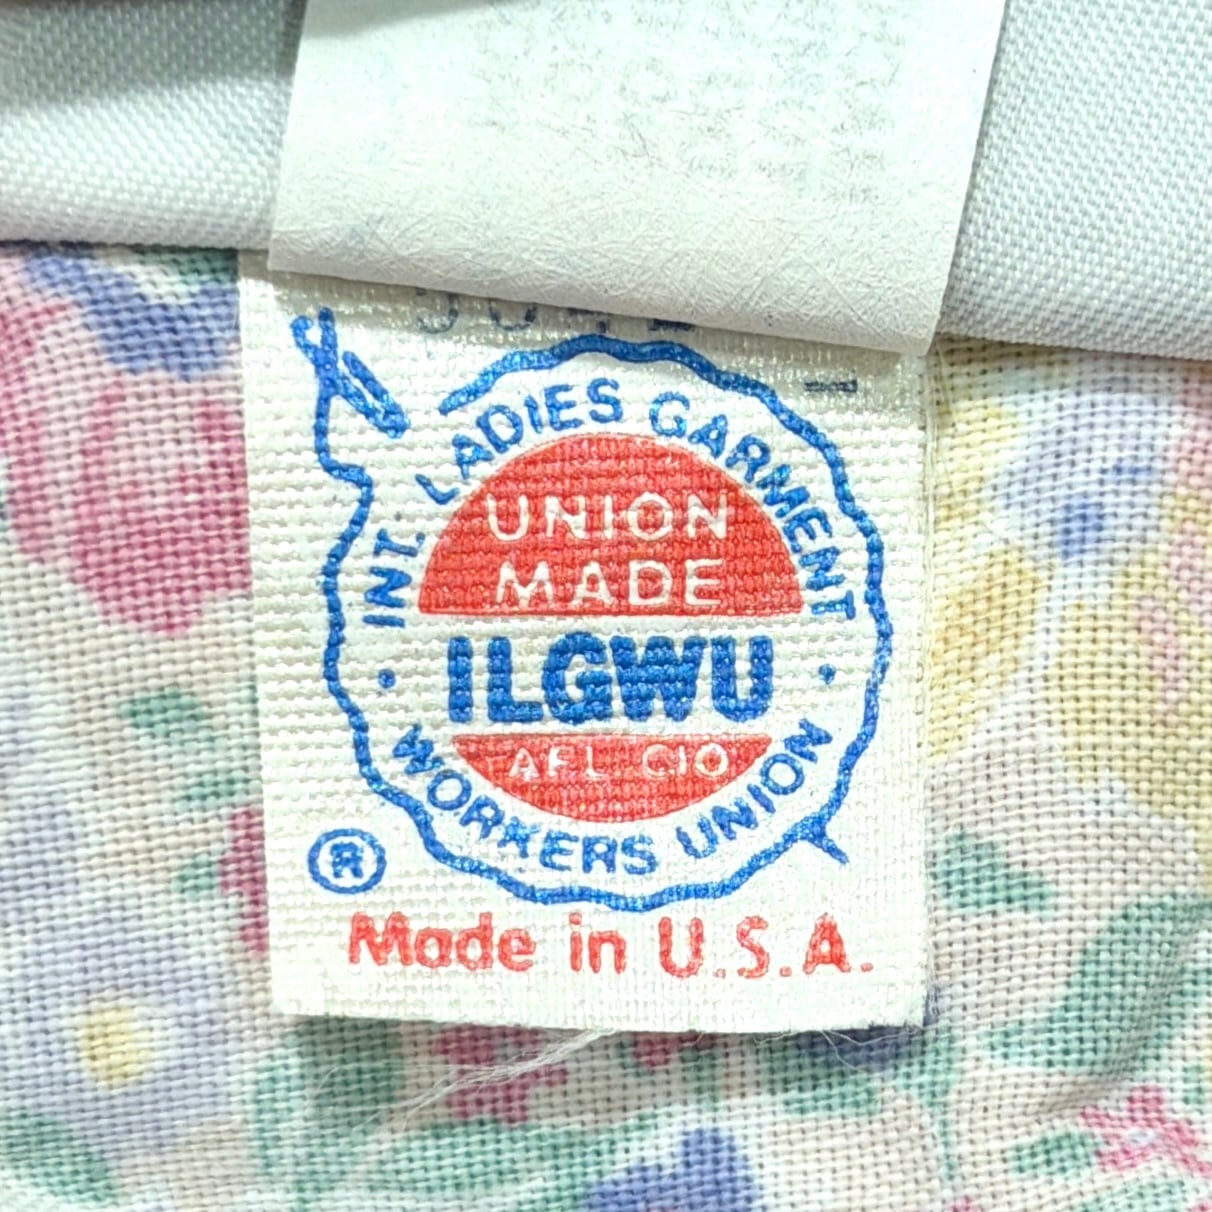 INT. LADIES GARMENT
UNION
MADE
ILGWU
AFL CIO
WORKERS UNION
®
Made in U.S.A.